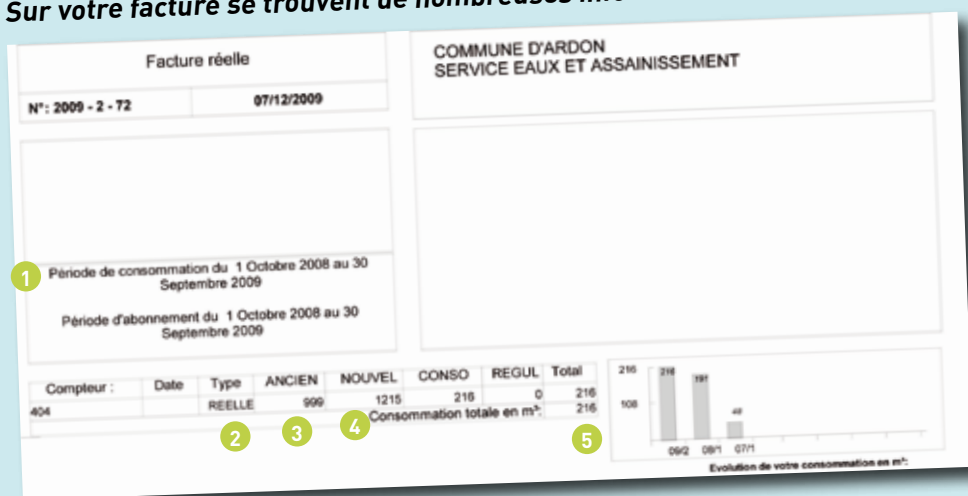 Sur votre facture se trouvent de nombreuses
Facture réelle
N°: 2009 - 2 - 72 07/12/2009
COMMUNE D'ARDON
SERVICE EAUX ET ASSAINISSEMENT
1
Période de consommation du 1 Octobre 2008 au 30
Septembre 2009
Période d'abonnement du 1 Octobre 2008 au 30
Septembre 2009
Compteur : Date Type ANCIEN NOUVEL CONSO REGUL Total
404 REELLE 999 1215 216 0 216
Consommation totale en m³: 216
2 3 4 5
216 216 191
108 48
09/2 08/1 07/1
Evolution de votre consommation en m³: